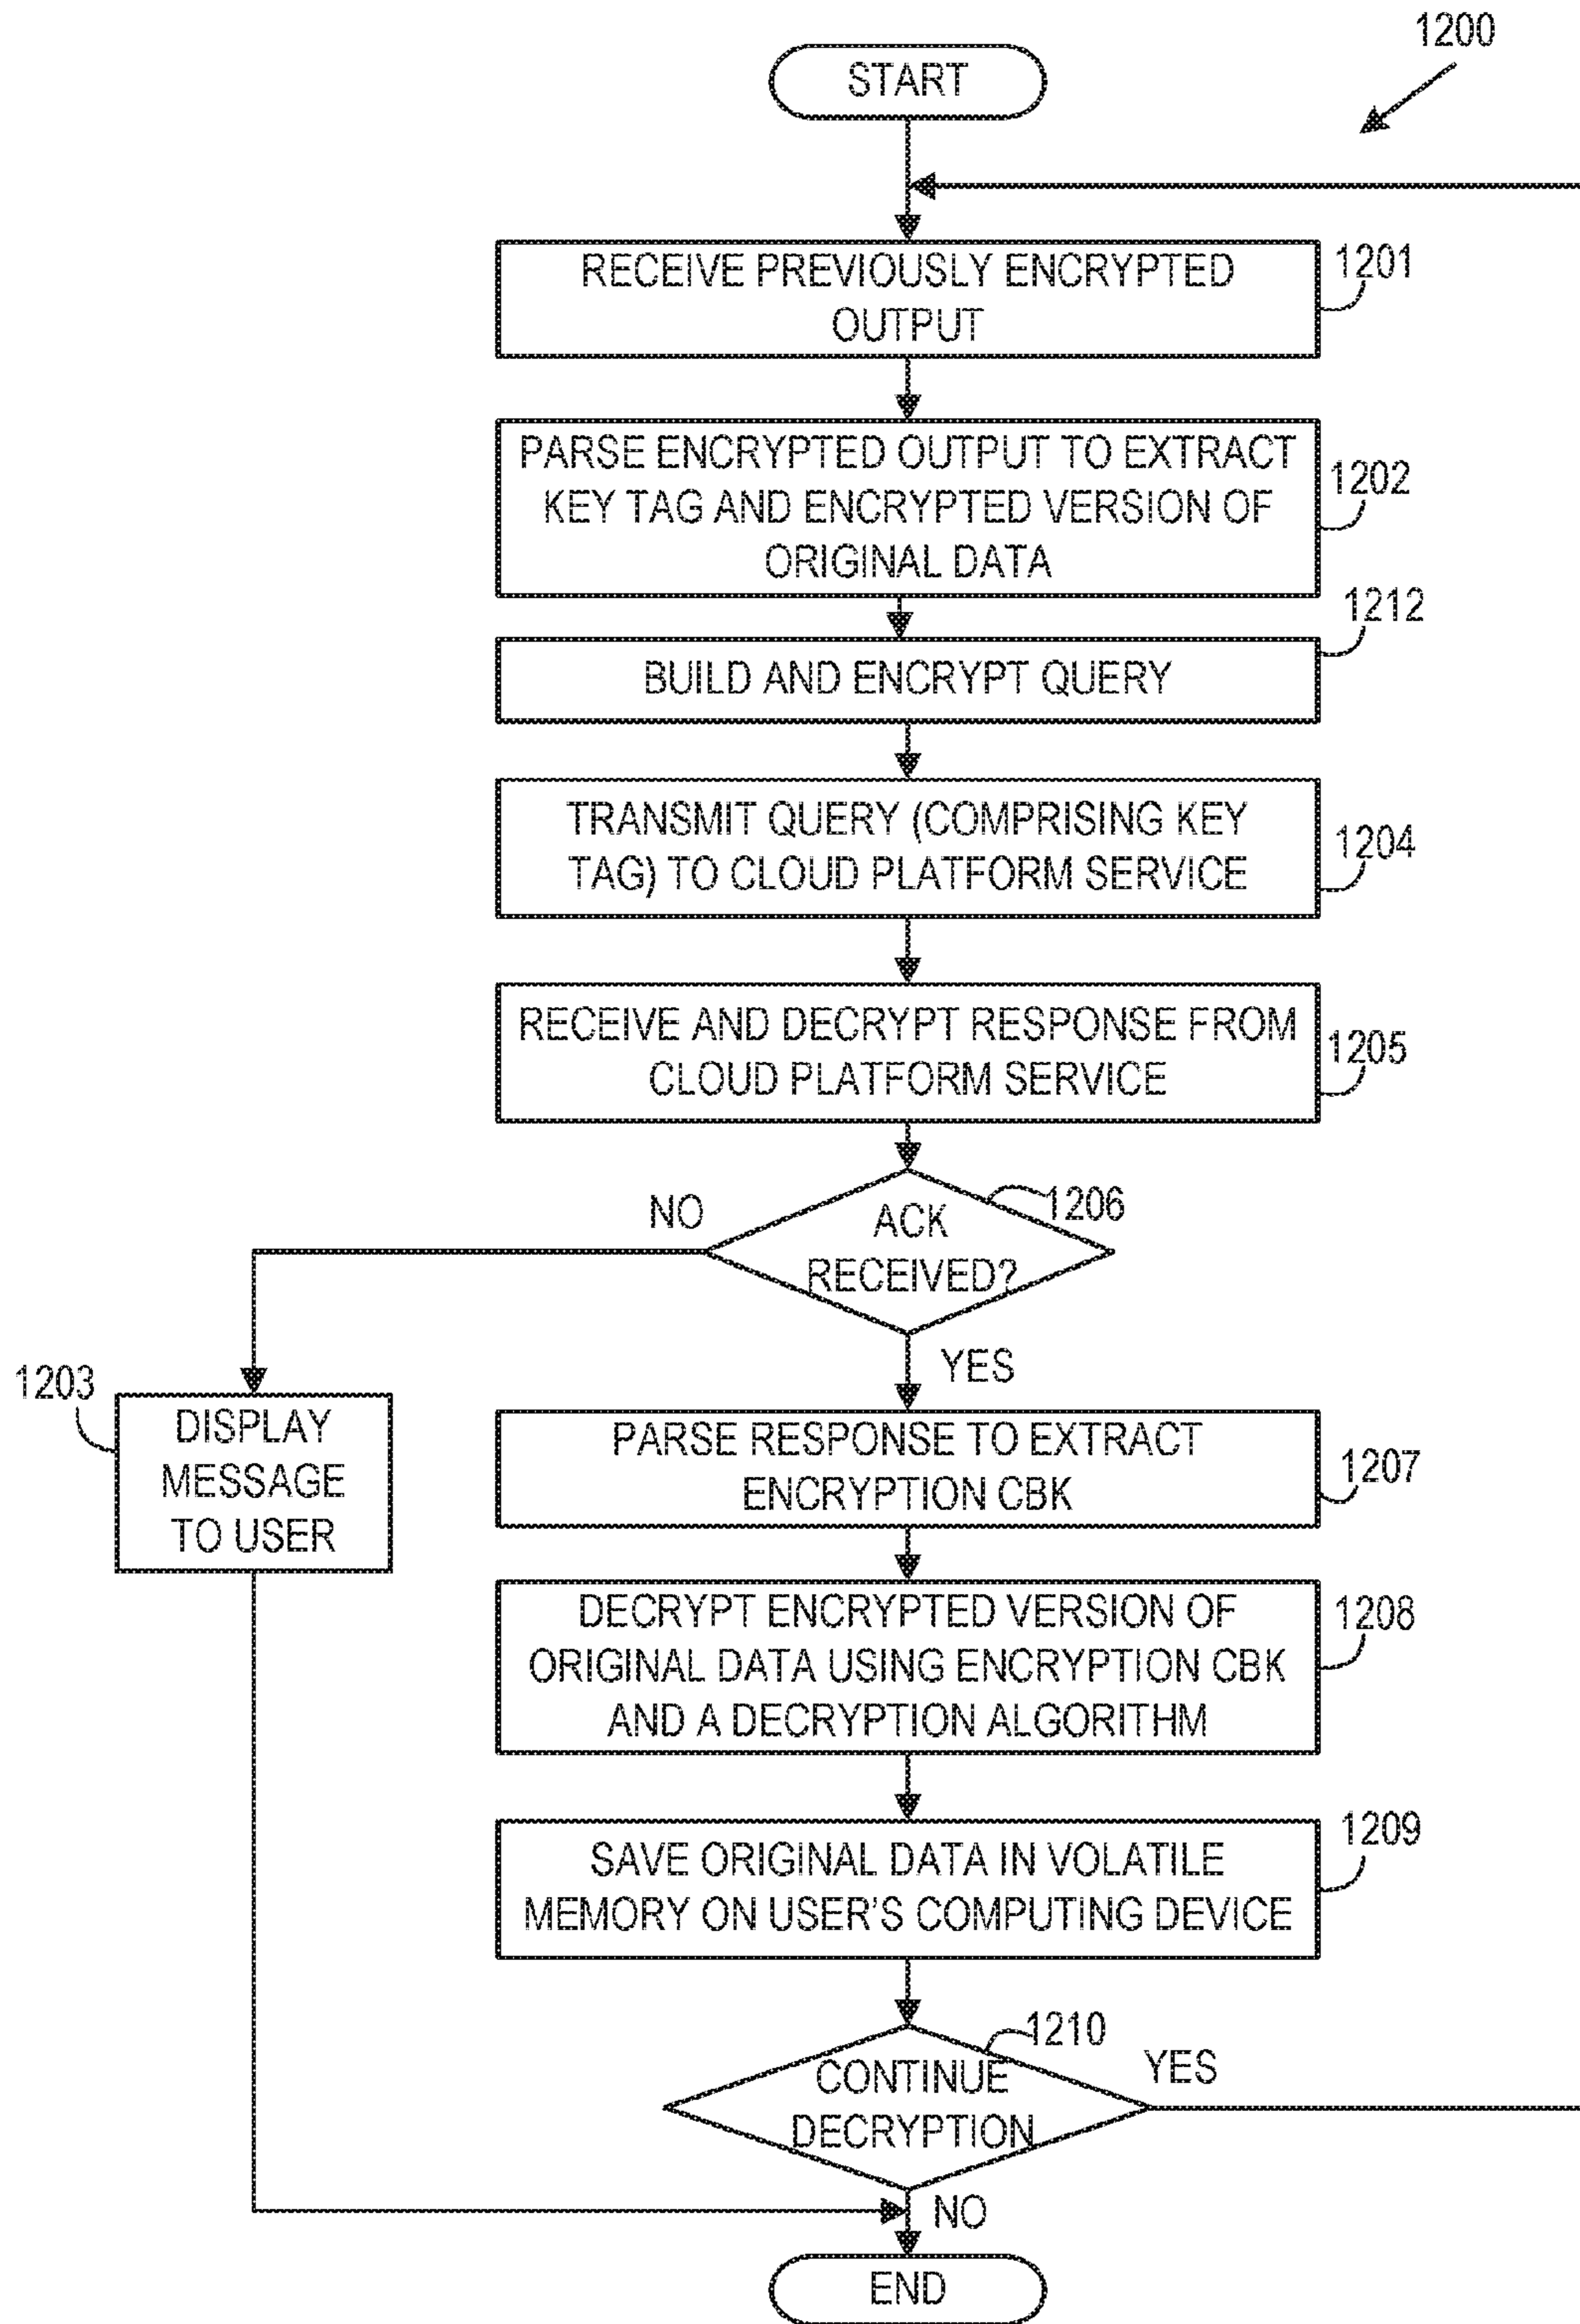 1200
START
RECEIVE PREVIOUSLY ENCRYPTED
OUTPUT
1201
PARSE ENCRYPTED OUTPUT TO EXTRACT
KEY TAG AND ENCRYPTED VERSION OF
ORIGINAL DATA
1202
1212
BUILD AND ENCRYPT QUERY
TRANSMIT QUERY (COMPRISING KEY
TAG) TO CLOUD PLATFORM SERVICE
1204
RECEIVE AND DECRYPT RESPONSE FROM
CLOUD PLATFORM SERVICE
1205
NO
ACK
RECEIVED?
1206
YES
1203
DISPLAY
MESSAGE
TO USER
PARSE RESPONSE TO EXTRACT
ENCRYPTION CBK
1207
DECRYPT ENCRYPTED VERSION OF
ORIGINAL DATA USING ENCRYPTION CBK
AND A DECRYPTION ALGORITHM
1208
SAVE ORIGINAL DATA IN VOLATILE
MEMORY ON USER'S COMPUTING DEVICE
1209
1210
CONTINUE
DECRYPTION
YES
NO
END